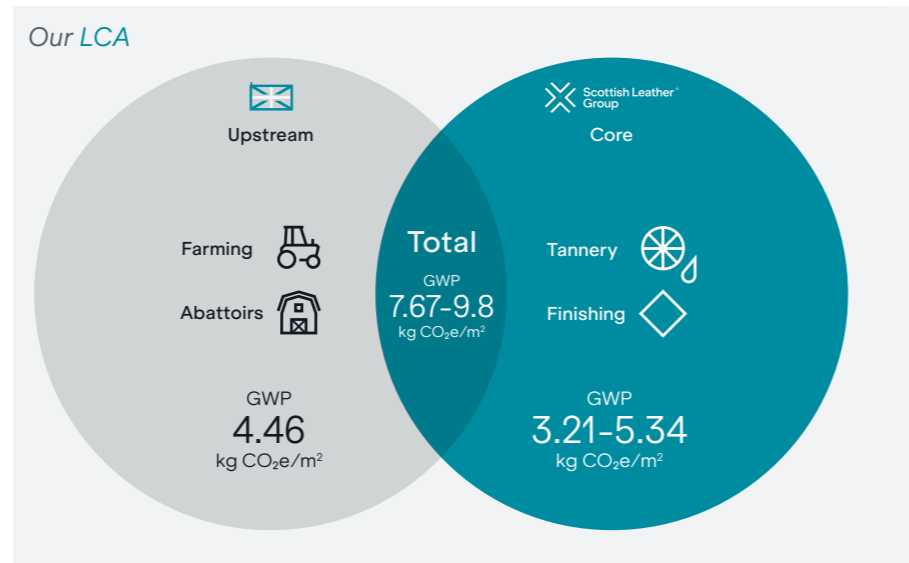 Our LCA
Upstream
Farming
Abattoirs
GWP
4.46
kg CO₂e/m²
Total
GWP
7.67–9.8
kg CO₂e/m²
Scottish Leather®
Group
Core
Tannery
Finishing
GWP
3.21–5.34
kg CO₂e/m²